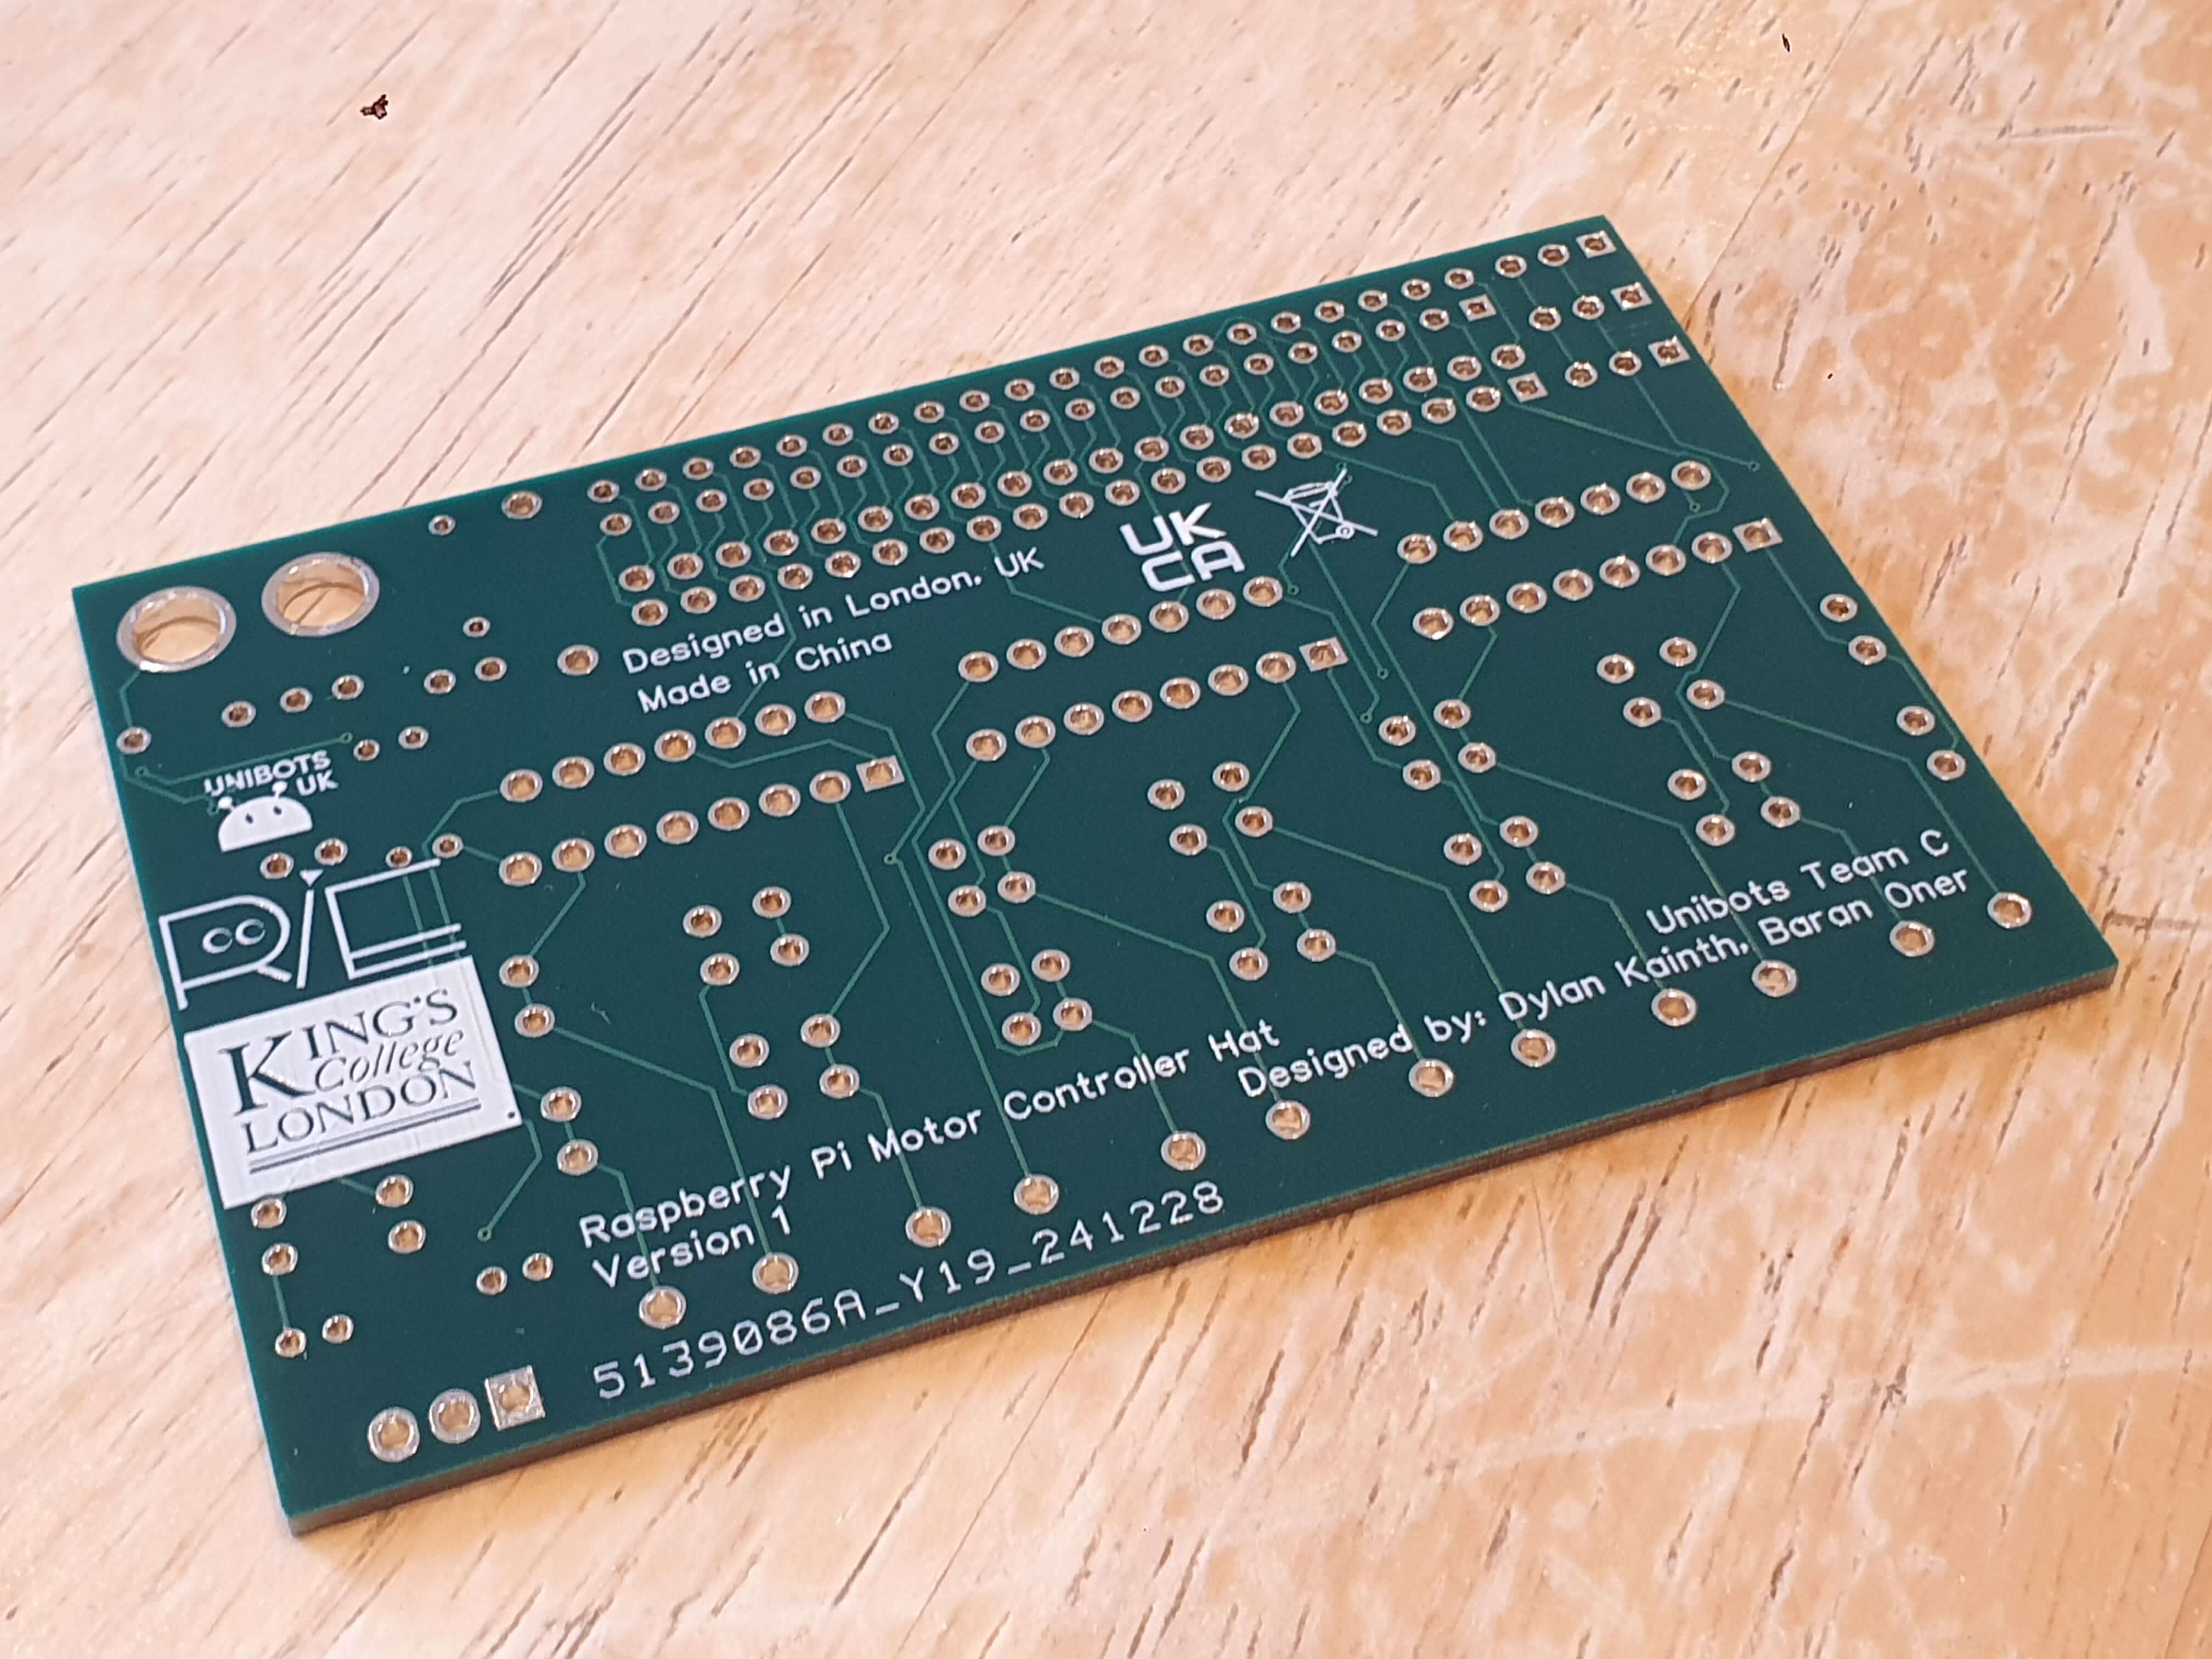 Designed in London, UK
Made in China
UK
CA
UNIBOTS
UK
R/C
KING'S
College
LONDON
Unibots Team C
Designed by: Dylan Kainth, Baran Oner
Raspberry Pi Motor Controller Hat
Version 1
5139086A_Y19_241228